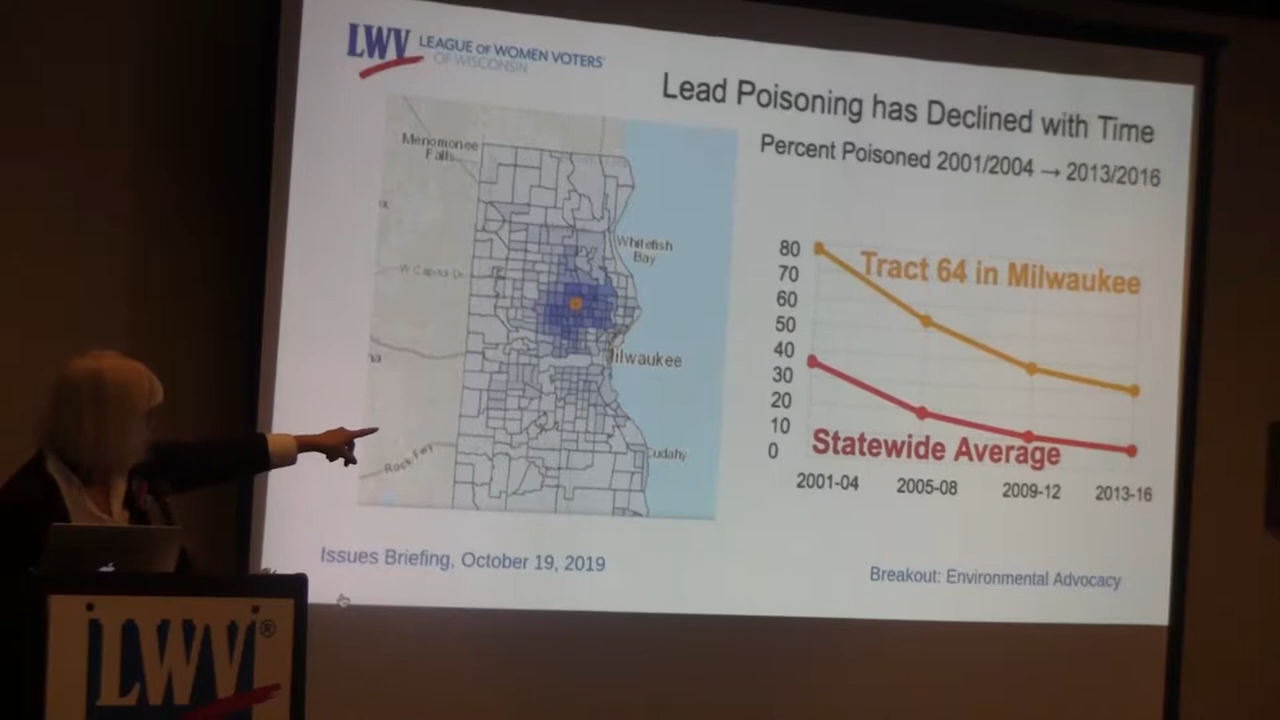 LWV LEAGUE OF WOMEN VOTERS®
OF WISCONSIN
Lead Poisoning has Declined with Time
Percent Poisoned 2001/2004 → 2013/2016
Menomonee
Falls
Whitefish
Bay
W Capitol Dr
ilwaukee
Cudahy
Rock Fwy
80
70
60
50
40
30
20
10
0
Tract 64 in Milwaukee
Statewide Average
2001-04
2005-08
2009-12
2013-16
Issues Briefing, October 19, 2019
Breakout: Environmental Advocacy
LWV®